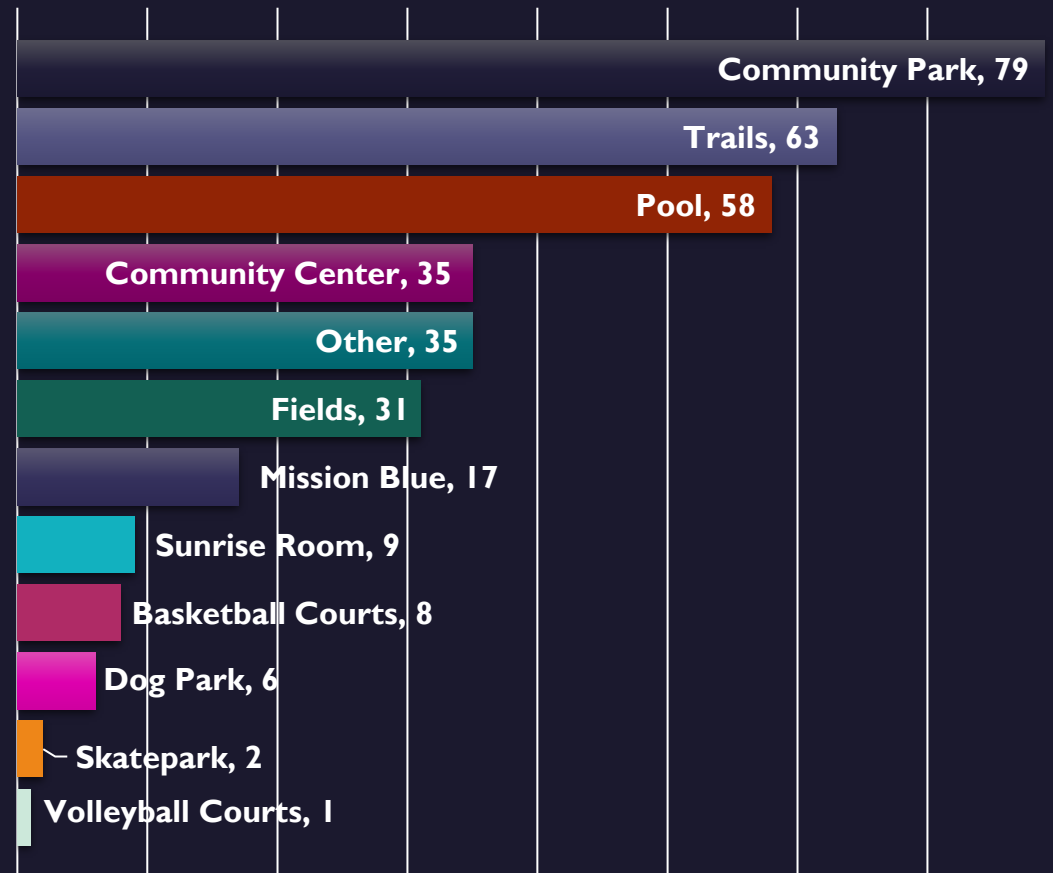 Community Park, 79
Trails, 63
Pool, 58
Community Center, 35
Other, 35
Fields, 31
Mission Blue, 17
Sunrise Room, 9
Basketball Courts, 8
Dog Park, 6
Skatepark, 2
Volleyball Courts, 1